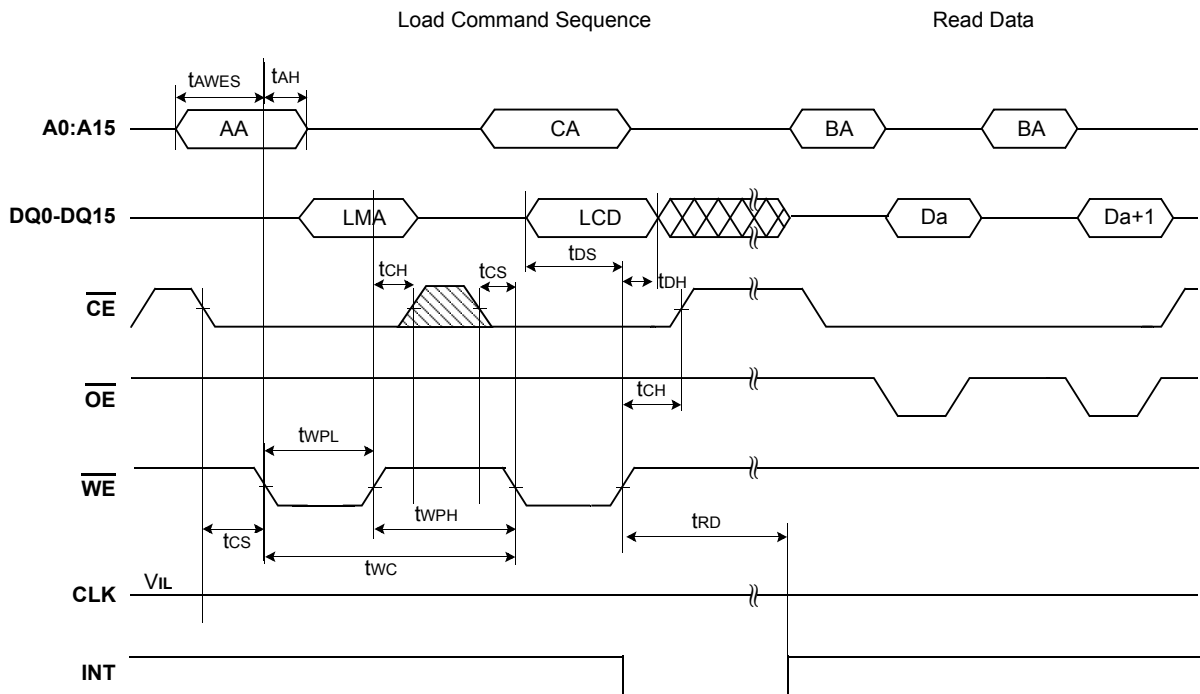 Load Command Sequence
Read Data
tAWES
tAH
A0:A15
AA
CA
BA
BA
DQ0-DQ15
LMA
LCD
Da
Da+1
tCH
tCS
tDS
tDH
CE
OE
tCH
tWPL
WE
tWPH
tRD
tCS
tWC
CLK
VIL
INT